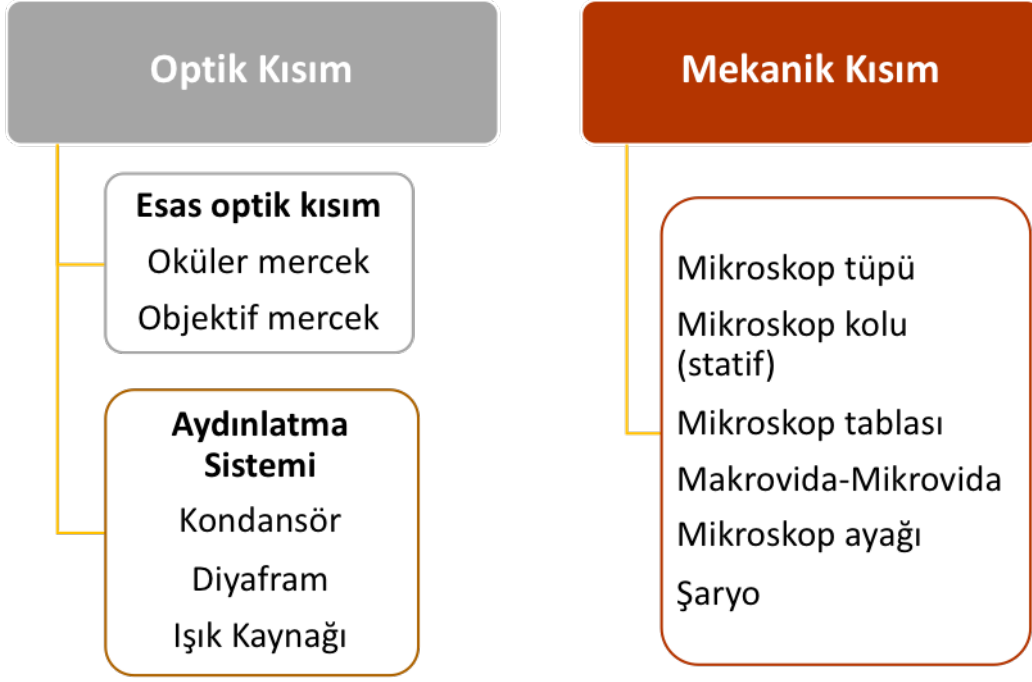 Optik Kısım
Esas optik kısım
Oküler mercek
Objektif mercek
Aydınlatma
Sistemi
Kondansör
Diyafram
Işık Kaynağı
Mekanik Kısım
Mikroskop tüpü
Mikroskop kolu
(statif)
Mikroskop tablası
Makrovida-Mikrovida
Mikroskop ayağı
Şaryo